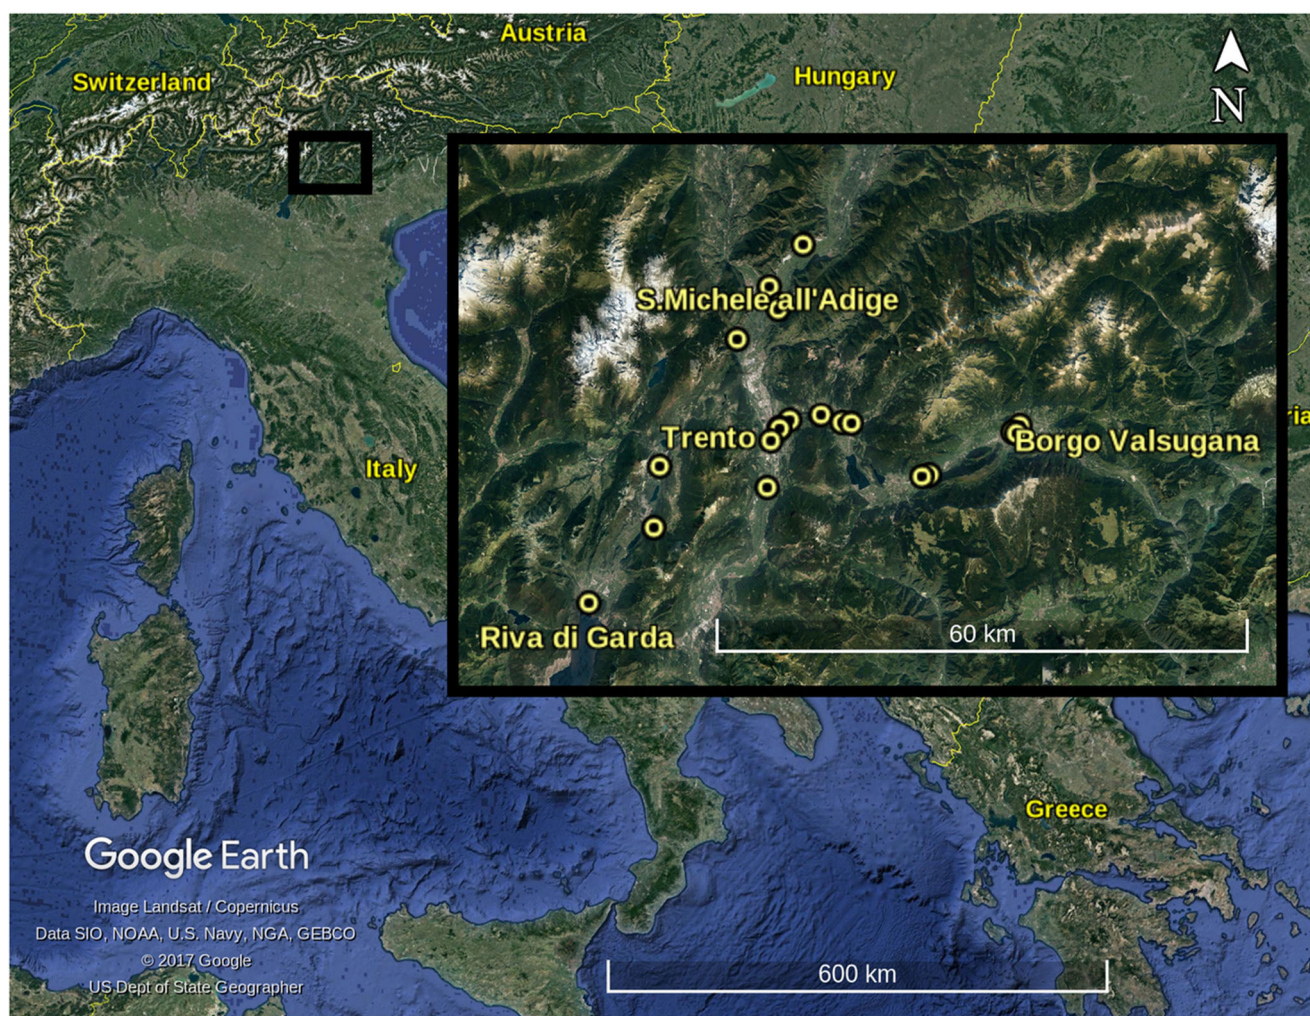 Austria
Switzerland
Hungary
N
S.Michele all'Adige
Trento
Borgo Valsugana
Italy
Riva di Garda
60 km
Greece
Google Earth
Image Landsat / Copernicus
Data SIO, NOAA, U.S. Navy, NGA, GEBCO
© 2017 Google
US Dept of State Geographer
600 km